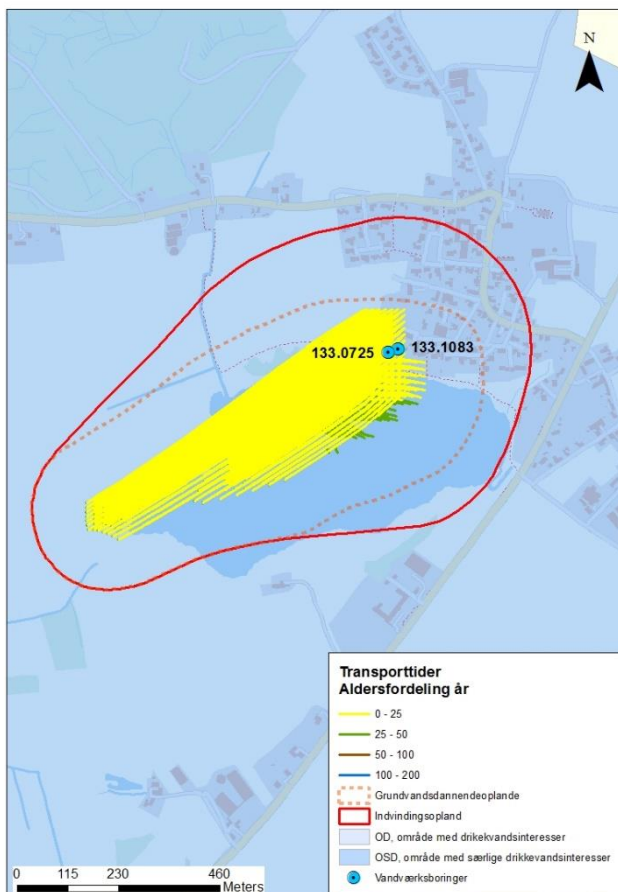 N
133.0725
133.1083
Transporttider
Aldersfordeling år
0 - 25
25 - 50
50 - 100
100 - 200
Grundvandsdannendeoplande
Indvindingsopland
OD, område med drikekvandsinteresser
OSD, område med særlige drikkevandsinteresser
Vandværksboringer
0 115 230 460
Meters